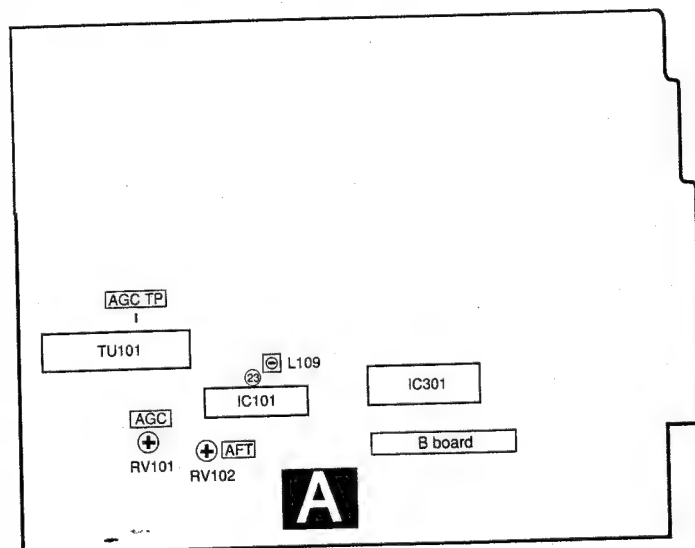 AGC TP
TU101
L109
23
IC101
IC301
AGC
RV101
AFT
RV102
B board
A